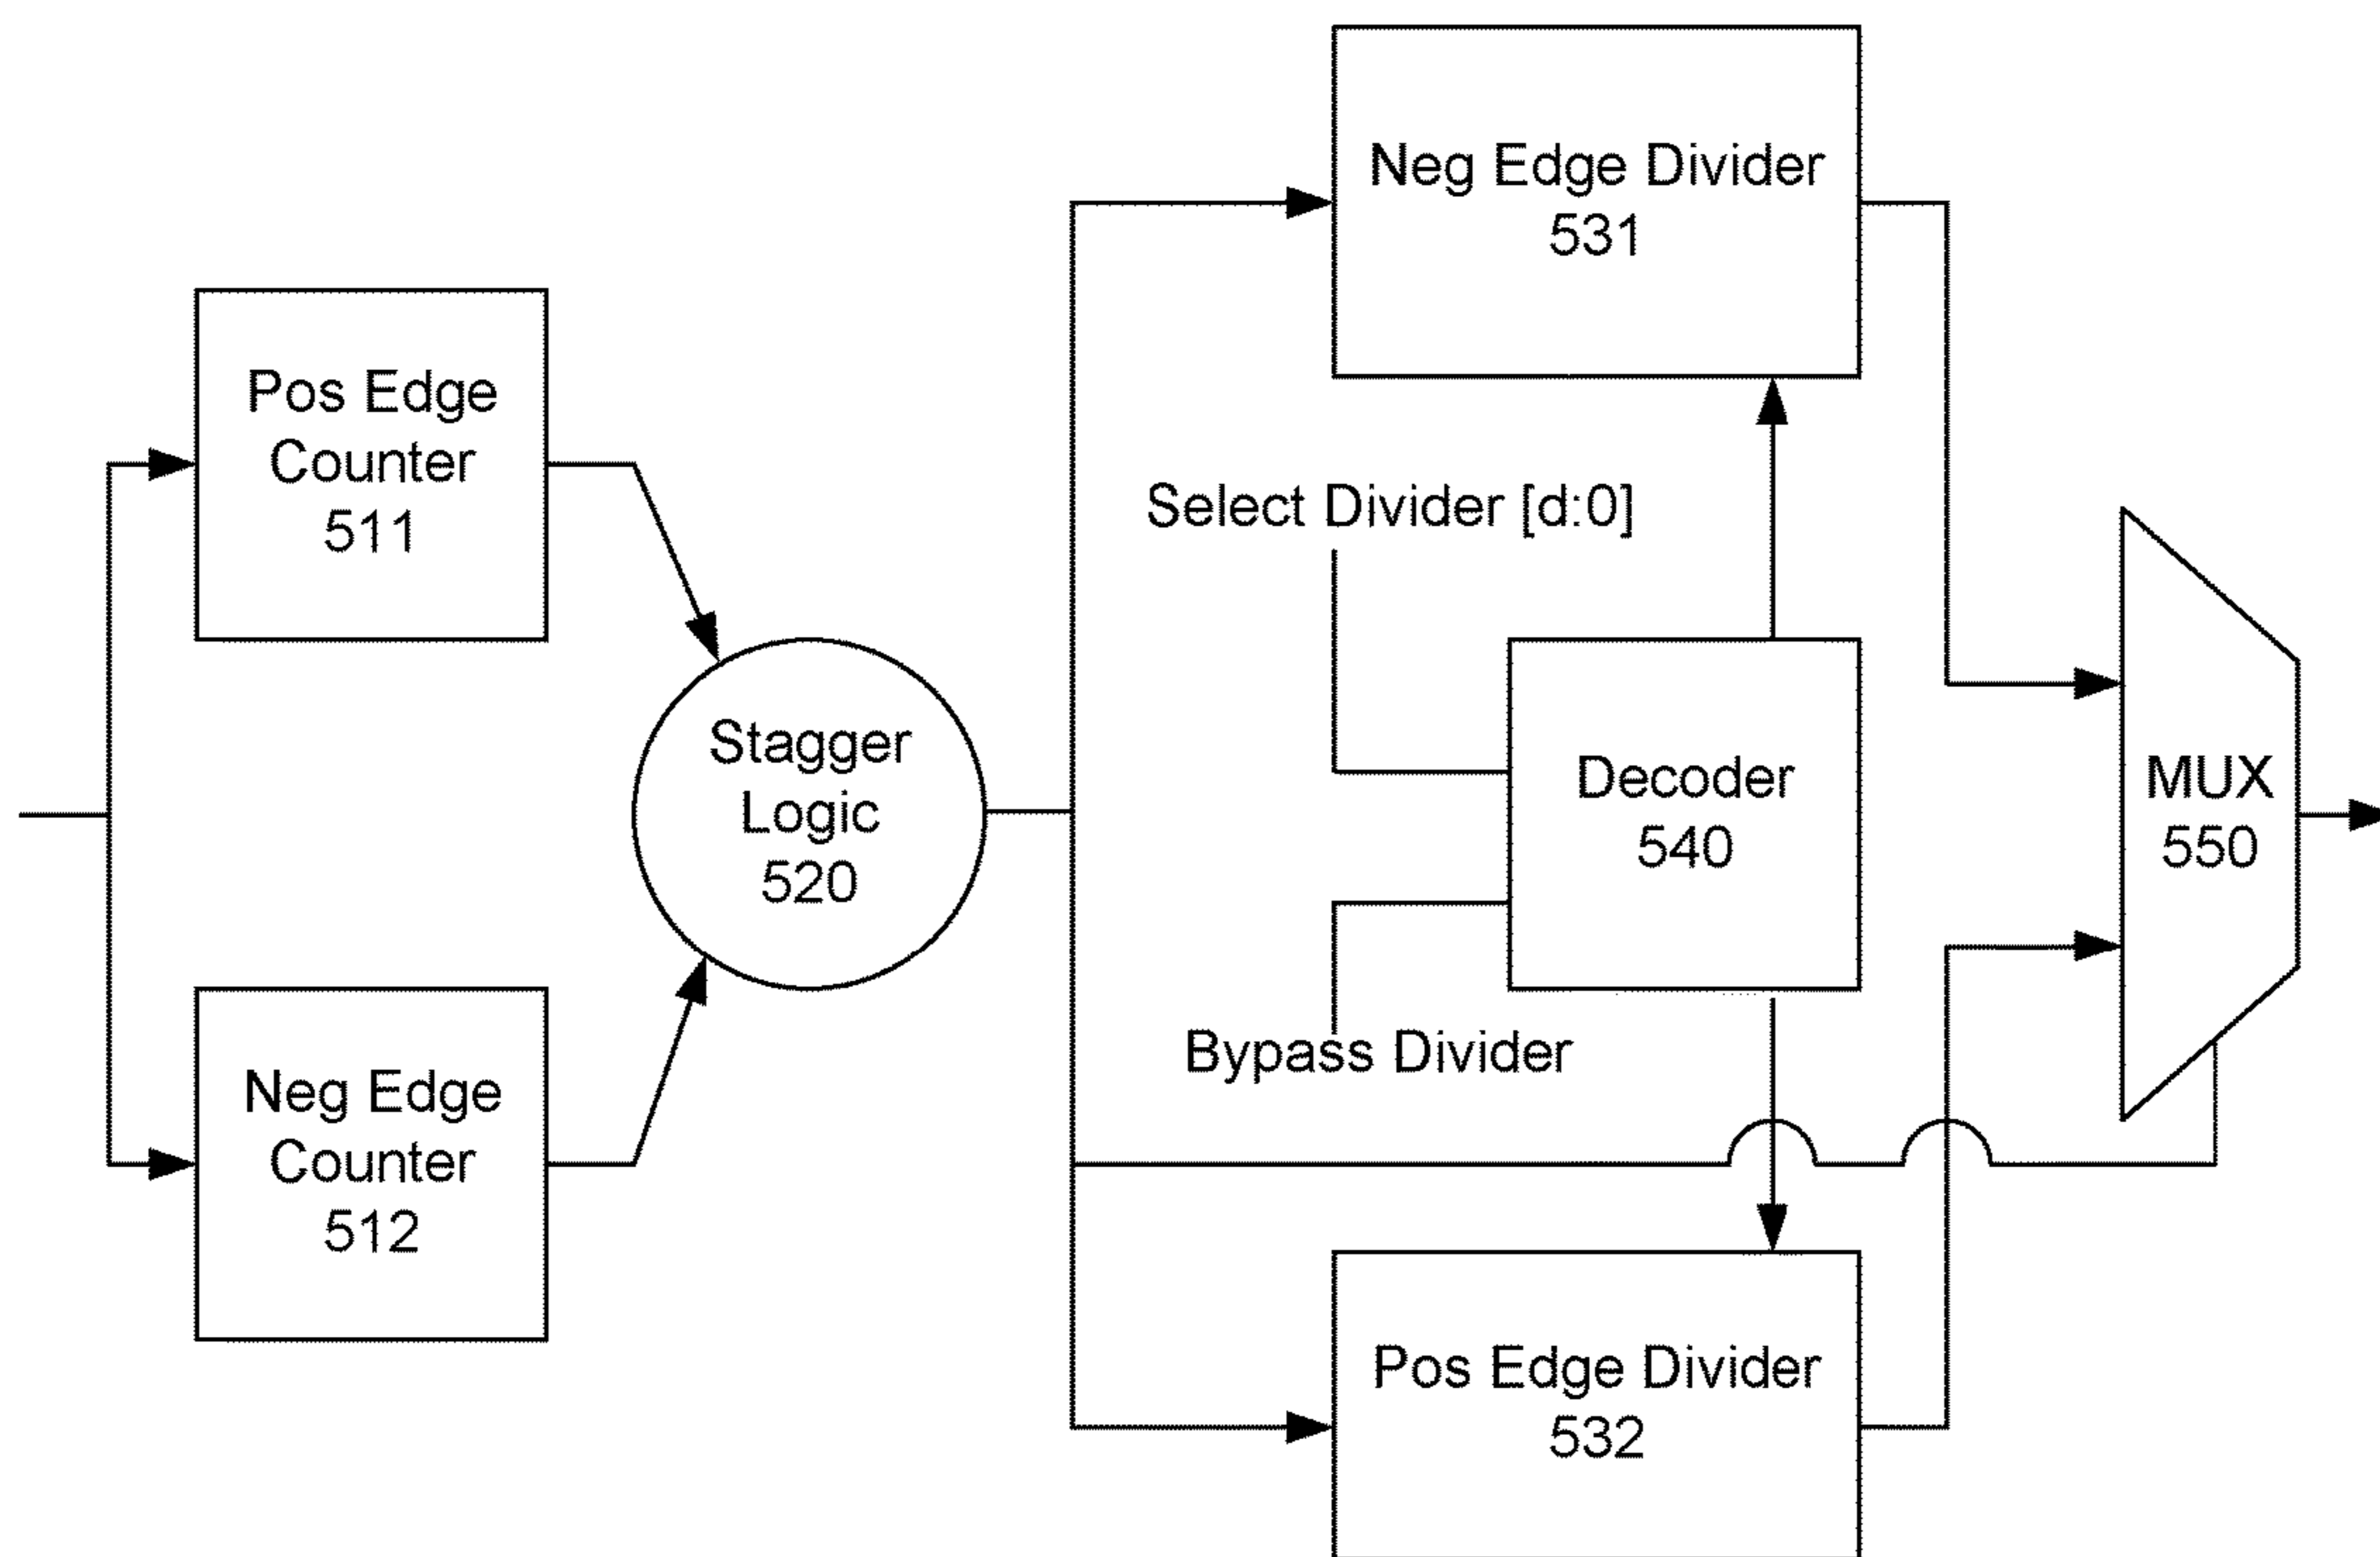 Neg Edge Divider
531
Pos Edge
Counter
511
Select Divider [d:0]
Stagger
Logic
520
Decoder
540
MUX
550
Bypass Divider
Neg Edge
Counter
512
Pos Edge Divider
532